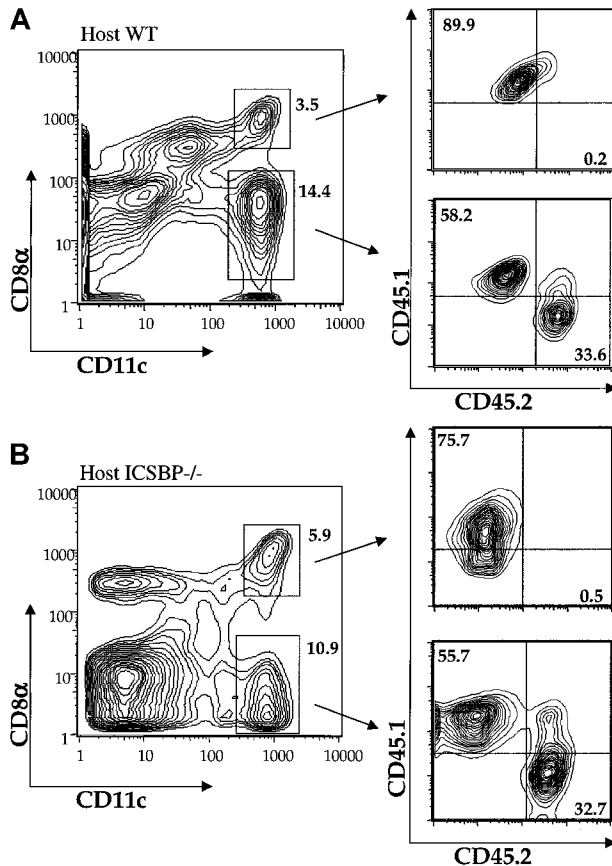 A
Host WT
10000
1000
100
10
1
CD8α
3.5
14.4
1
10
100
1000
10000
CD11c
89.9
0.2
58.2
33.6
CD45.1
CD45.2
B
Host ICSBP-/-
10000
1000
100
10
1
CD8α
5.9
10.9
1
10
100
1000
10000
CD11c
75.7
0.5
55.7
32.7
CD45.1
CD45.2